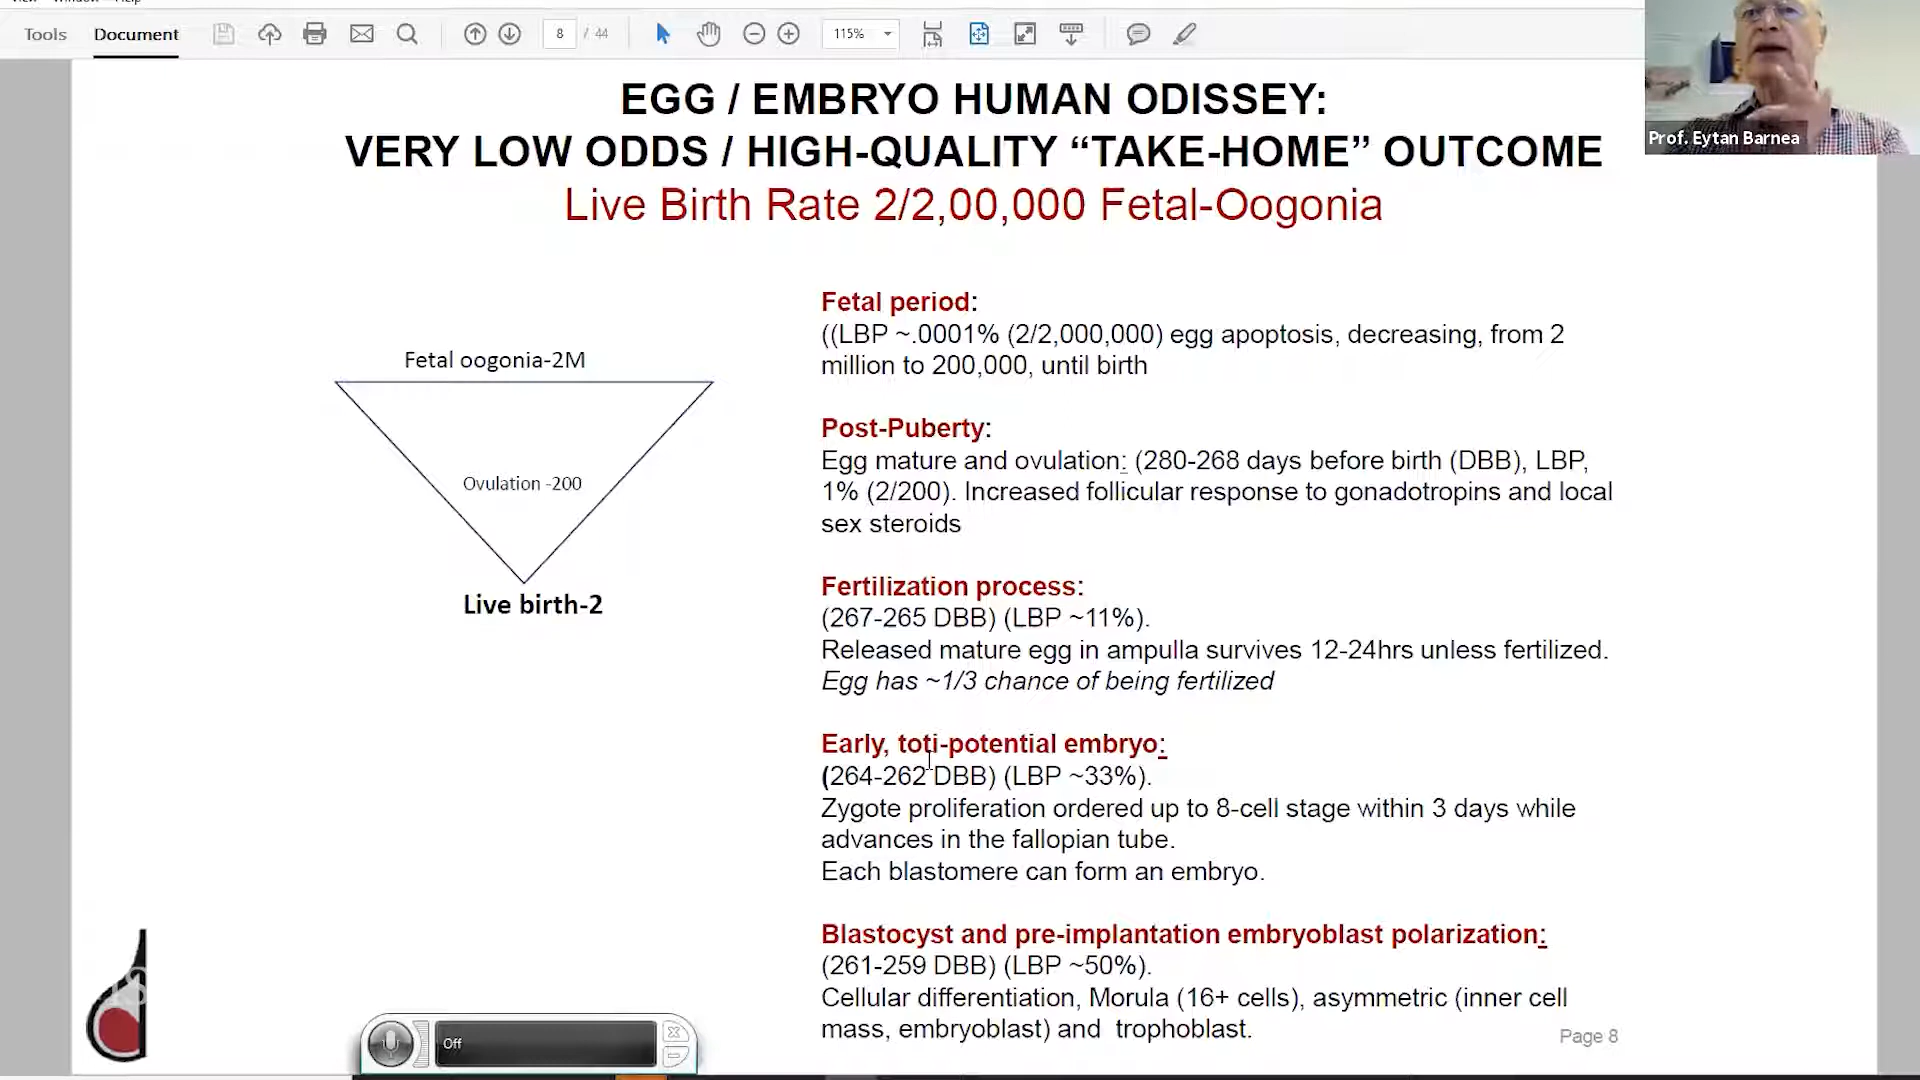 Tools
Document
8 / 44
115%
EGG / EMBRYO HUMAN ODISSEY:
VERY LOW ODDS / HIGH-QUALITY “TAKE-HOME” OUTCOME
Live Birth Rate 2/2,00,000 Fetal-Oogonia
Prof. Eytan Barnea
Fetal oogonia-2M
Ovulation -200
Live birth-2
Fetal period:
((LBP ~.0001% (2/2,000,000) egg apoptosis, decreasing, from 2
million to 200,000, until birth
Post-Puberty:
Egg mature and ovulation: (280-268 days before birth (DBB), LBP,
1% (2/200). Increased follicular response to gonadotropins and local
sex steroids
Fertilization process:
(267-265 DBB) (LBP ~11%).
Released mature egg in ampulla survives 12-24hrs unless fertilized.
Egg has ~1/3 chance of being fertilized
Early, toti-potential embryo:
(264-262 DBB) (LBP ~33%).
Zygote proliferation ordered up to 8-cell stage within 3 days while
advances in the fallopian tube.
Each blastomere can form an embryo.
Blastocyst and pre-implantation embryoblast polarization:
(261-259 DBB) (LBP ~50%).
Cellular differentiation, Morula (16+ cells), asymmetric (inner cell
mass, embryoblast) and  trophoblast.
Page 8
Off